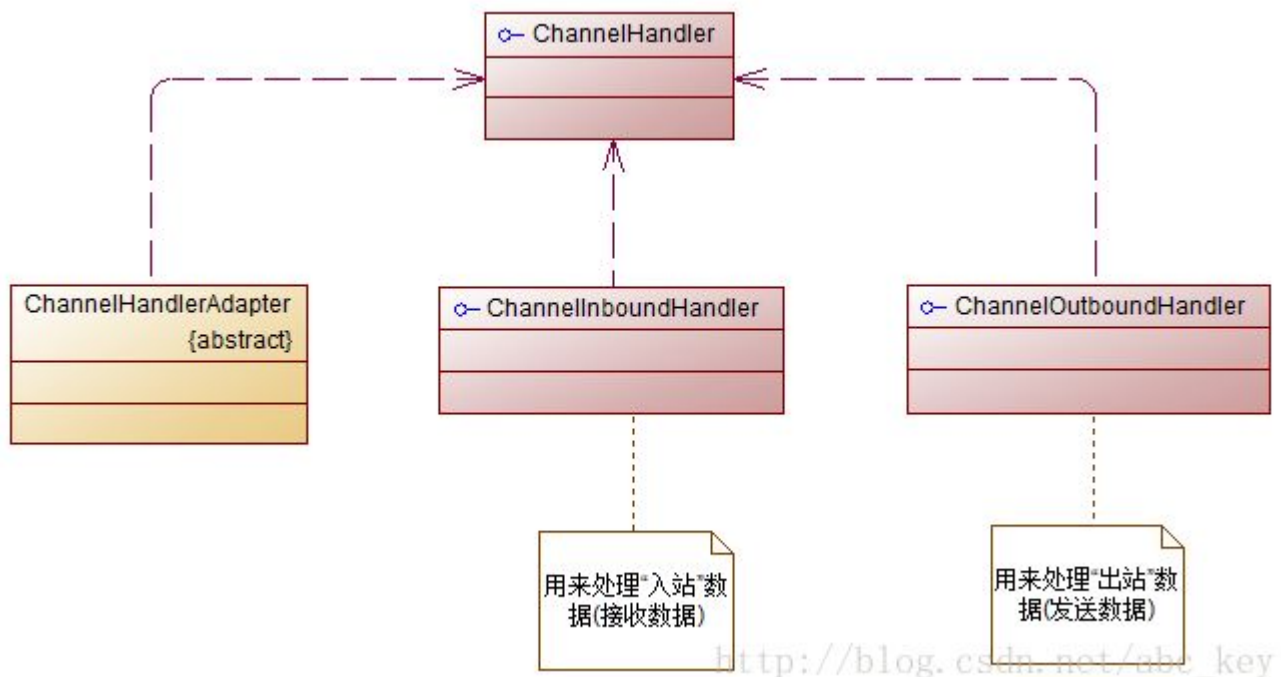 ChannelHandler
ChannelHandlerAdapter
{abstract}
ChannelInboundHandler
ChannelOutboundHandler
用来处理“入站”数
据(接收数据)
用来处理“出站”数
据(发送数据)
http://blog.csdn.net/abc_key